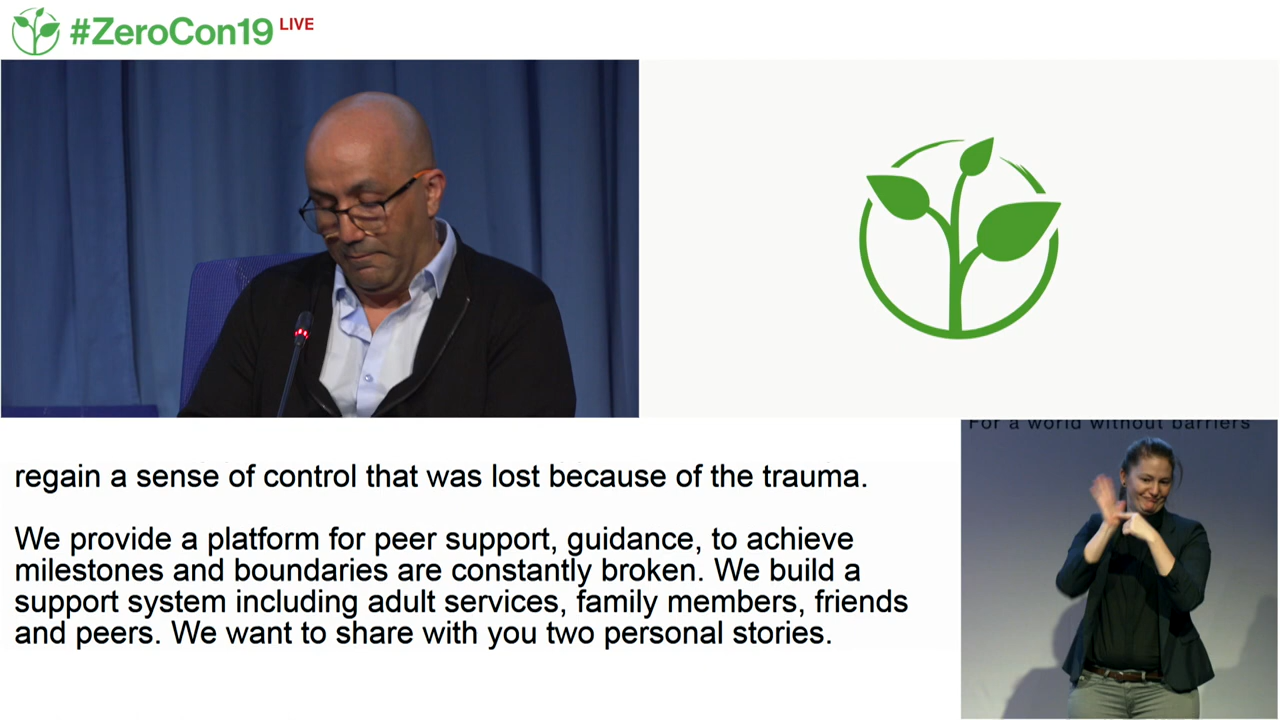 #ZeroCon19 LIVE
For a world without barriers
regain a sense of control that was lost because of the trauma.
We provide a platform for peer support, guidance, to achieve
milestones and boundaries are constantly broken. We build a
support system including adult services, family members, friends
and peers. We want to share with you two personal stories.